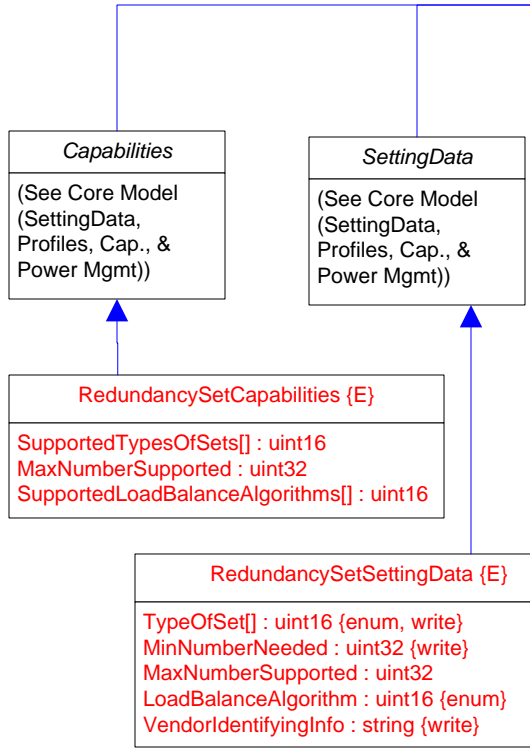 Capabilities
(See Core Model
(SettingData,
Profiles, Cap., &
Power Mgmt))
SettingData
(See Core Model
(SettingData,
Profiles, Cap., &
Power Mgmt))
RedundancySetCapabilities {E}
SupportedTypesOfSets[] : uint16
MaxNumberSupported : uint32
SupportedLoadBalanceAlgorithms[] : uint16
RedundancySetSettingData {E}
TypeOfSet[] : uint16 {enum, write}
MinNumberNeeded : uint32 {write}
MaxNumberSupported : uint32
LoadBalanceAlgorithm : uint16 {enum}
VendorIdentifyingInfo : string {write}